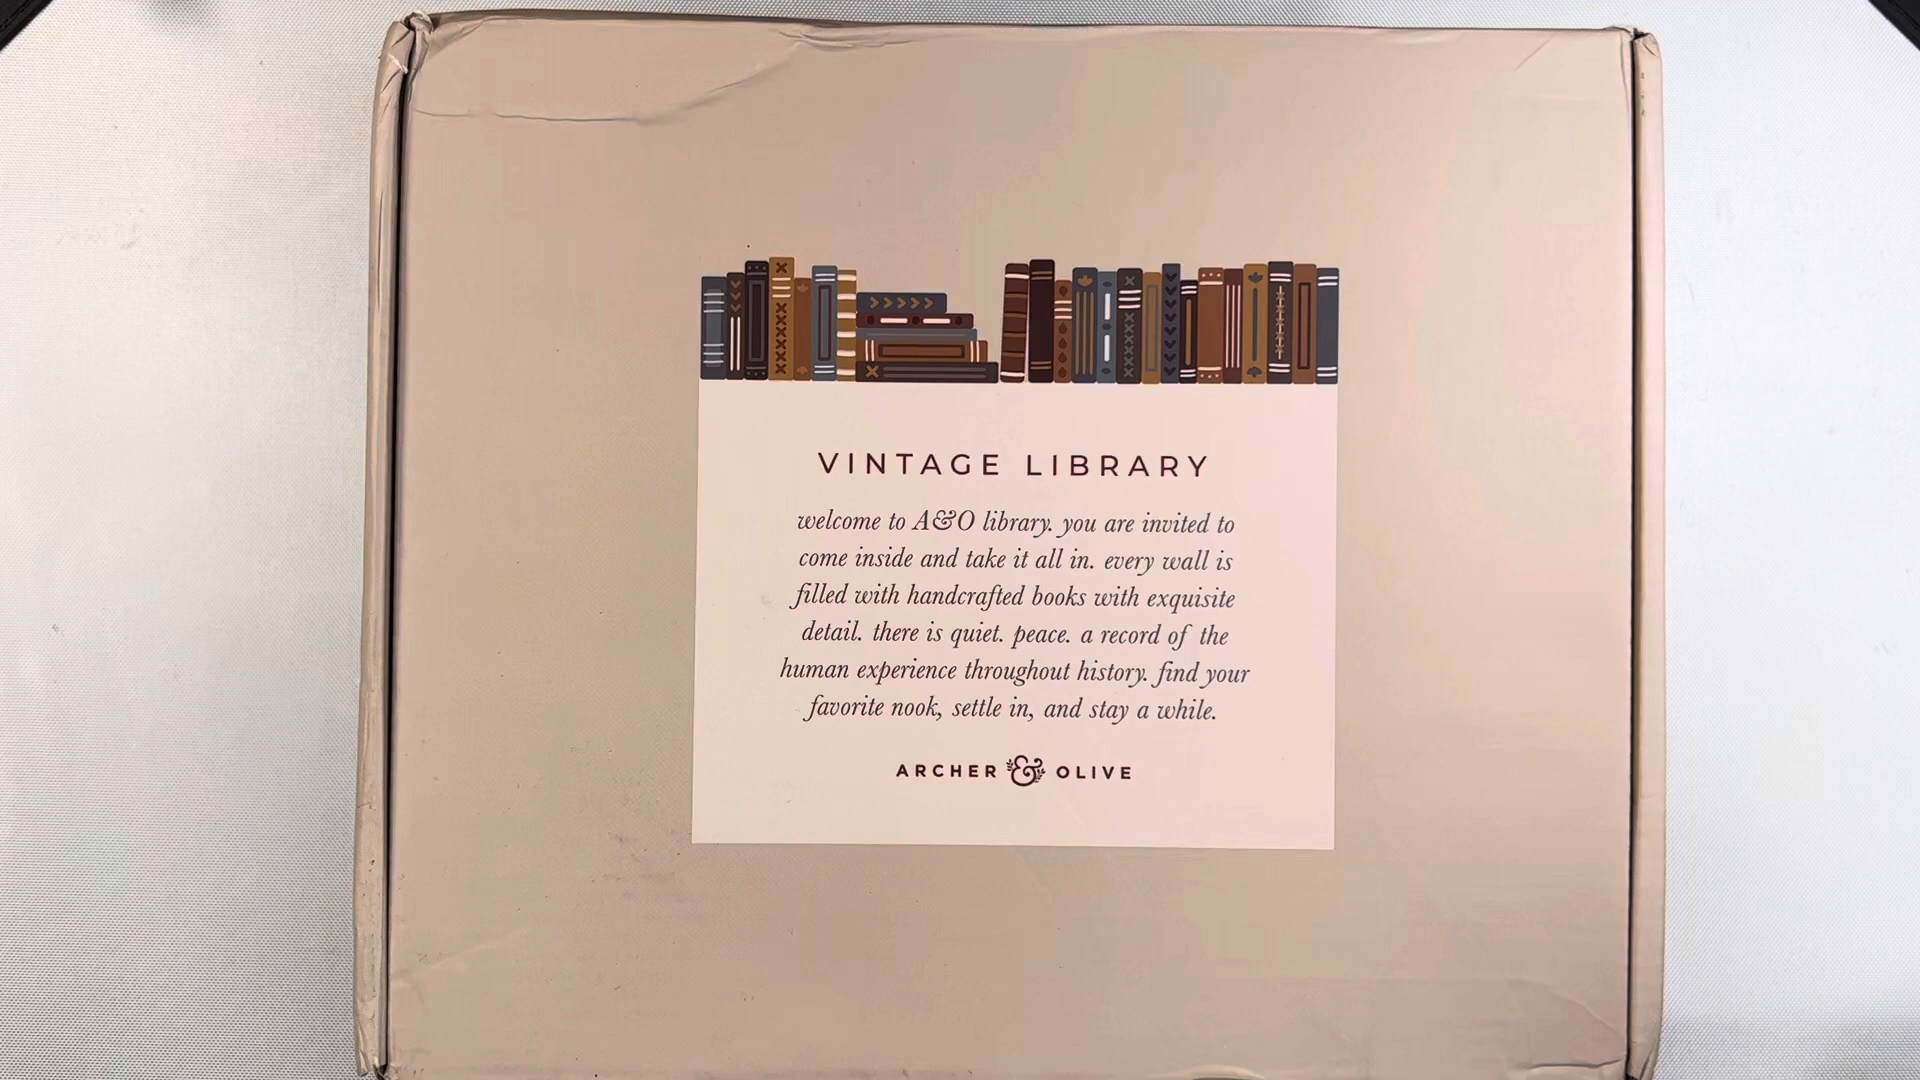 VINTAGE LIBRARY
welcome to A&O library. you are invited to
come inside and take it all in. every wall is
filled with handcrafted books with exquisite
detail. there is quiet. peace. a record of the
human experience throughout history. find your
favorite nook, settle in, and stay a while.
ARCHER & OLIVE